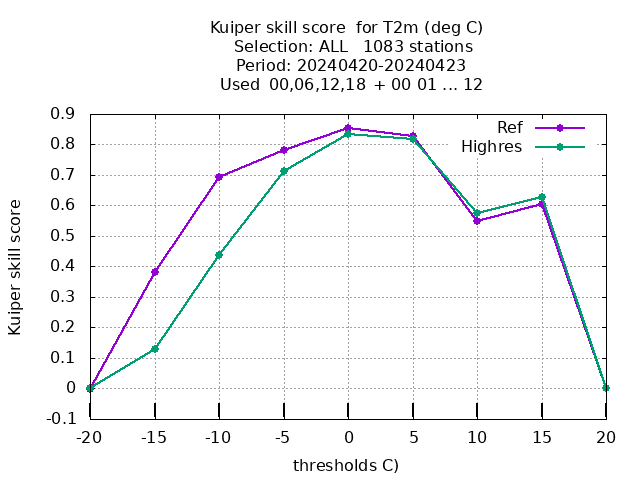 Kuiper skill score  for T2m (deg C)
Selection: ALL   1083 stations
Period: 20240420-20240423
Used  00,06,12,18  + 00 01 ... 12
Ref
Highres
Kuiper skill score
0.9
0.8
0.7
0.6
0.5
0.4
0.3
0.2
0.1
0
-0.1
-20 -15 -10 -5 0 5 10 15 20
thresholds C)